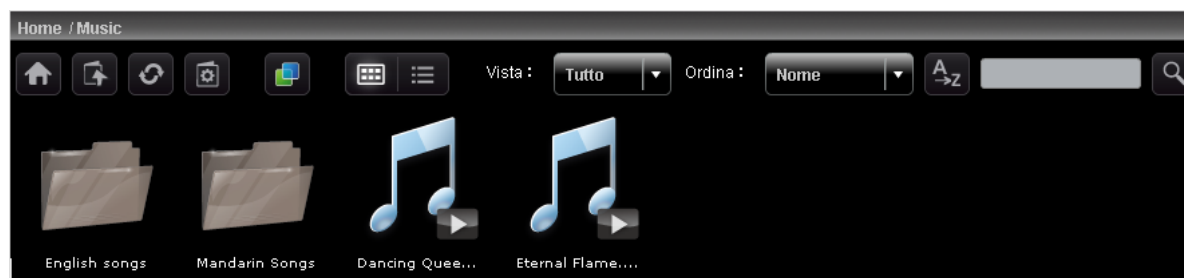 Home / Music
Vista : Tutto Ordina : Nome A→Z
English songs Mandarin Songs Dancing Quee... Eternal Flame....